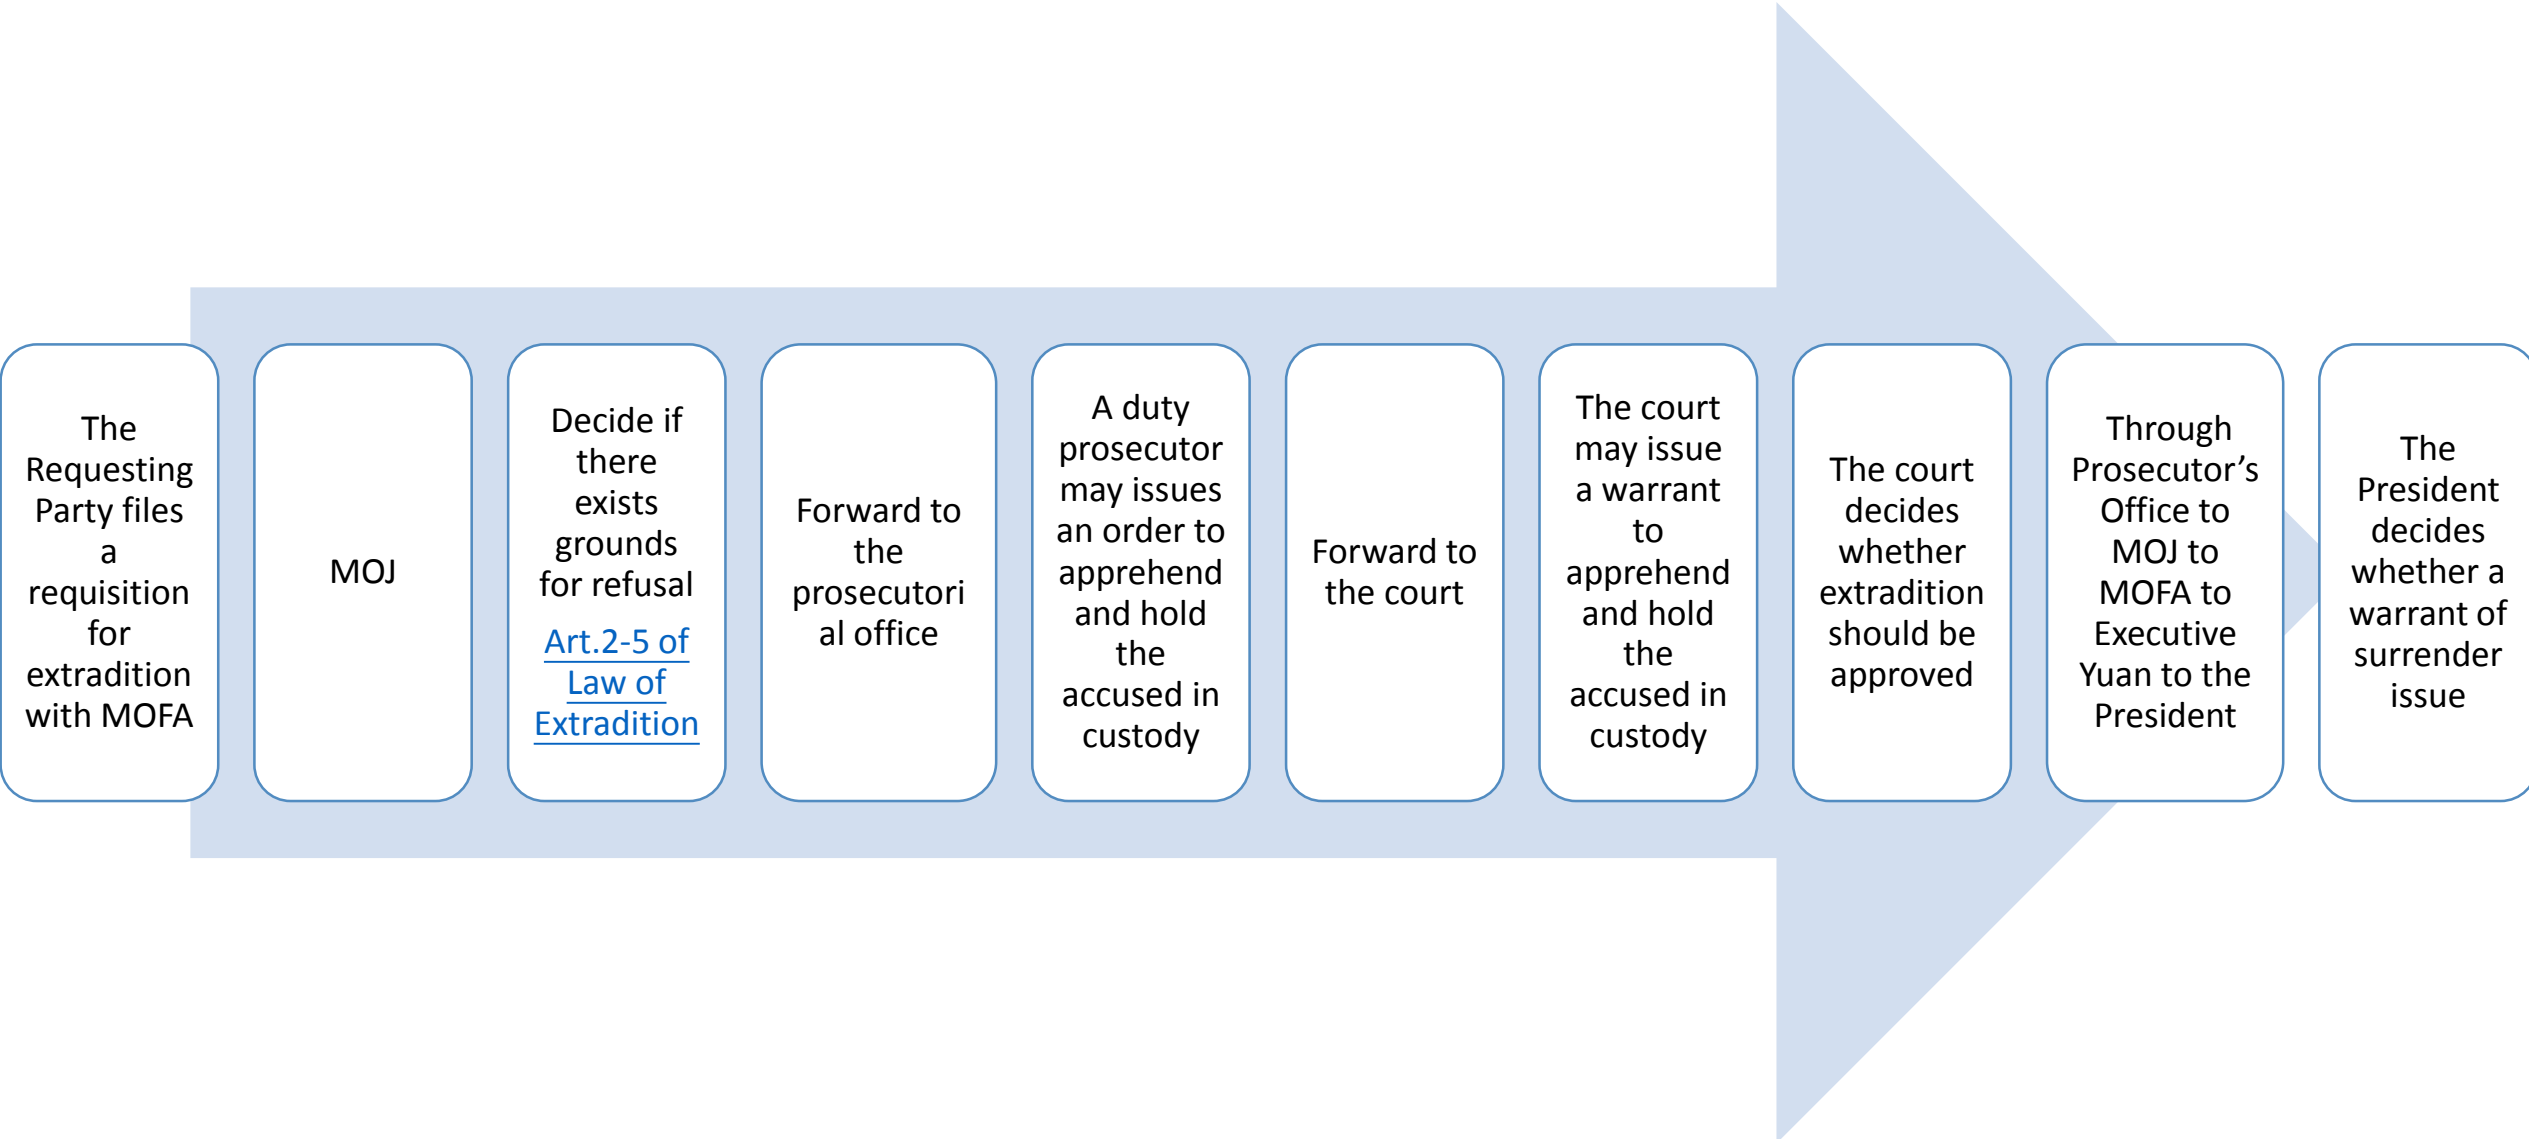 The
Requesting
Party files
a
requisition
for
extradition
with MOFA
MOJ
Decide if
there
exists
grounds
for refusal
Art.2-5 of
Law of
Extradition
Forward to
the
prosecutori
al office
A duty
prosecutor
may issues
an order to
apprehend
and hold
the
accused in
custody
Forward to
the court
The court
may issue
a warrant
to
apprehend
and hold
the
accused in
custody
The court
decides
whether
extradition
should be
approved
Through
Prosecutor’s
Office to
MOJ to
MOFA to
Executive
Yuan to the
President
The
President
decides
whether a
warrant of
surrender
issue